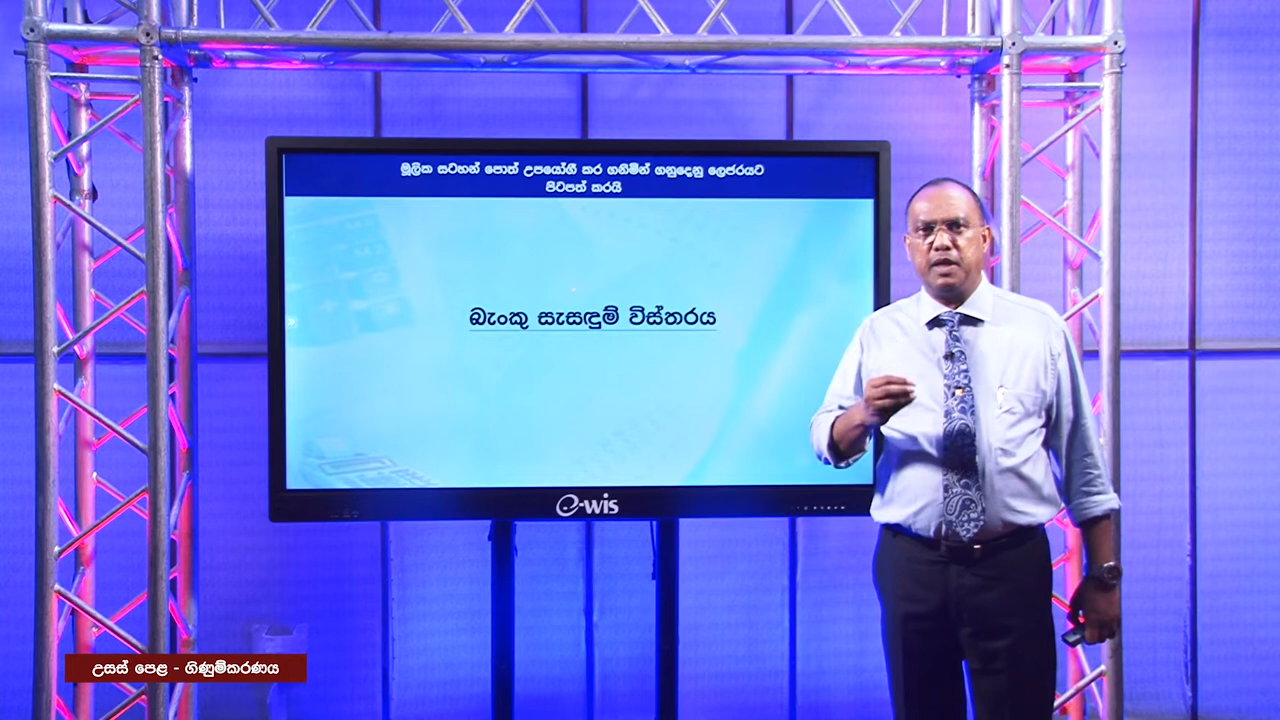 මූලික සටහන් පොත් උපයෝගී කර ගනිමින් ගනුදෙනු ලෙජරයට
පිටපත් කරයි
බැංකු සැසඳුම් විස්තරය
e-wis
උසස් පෙළ - ගිණුම්කරණය